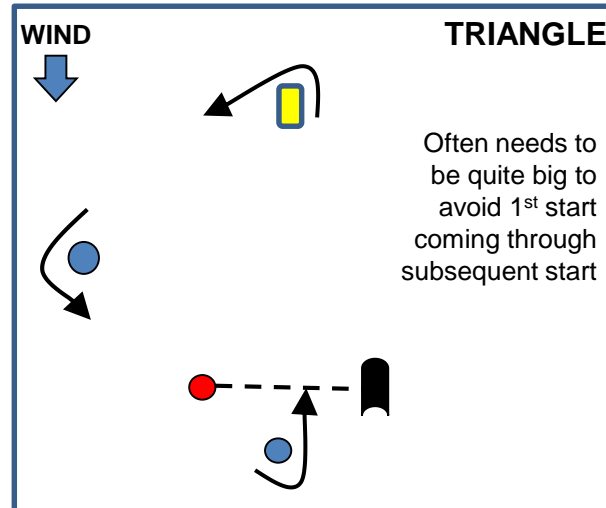 WIND
TRIANGLE
Often needs to
be quite big to
avoid 1st start
coming through
subsequent start